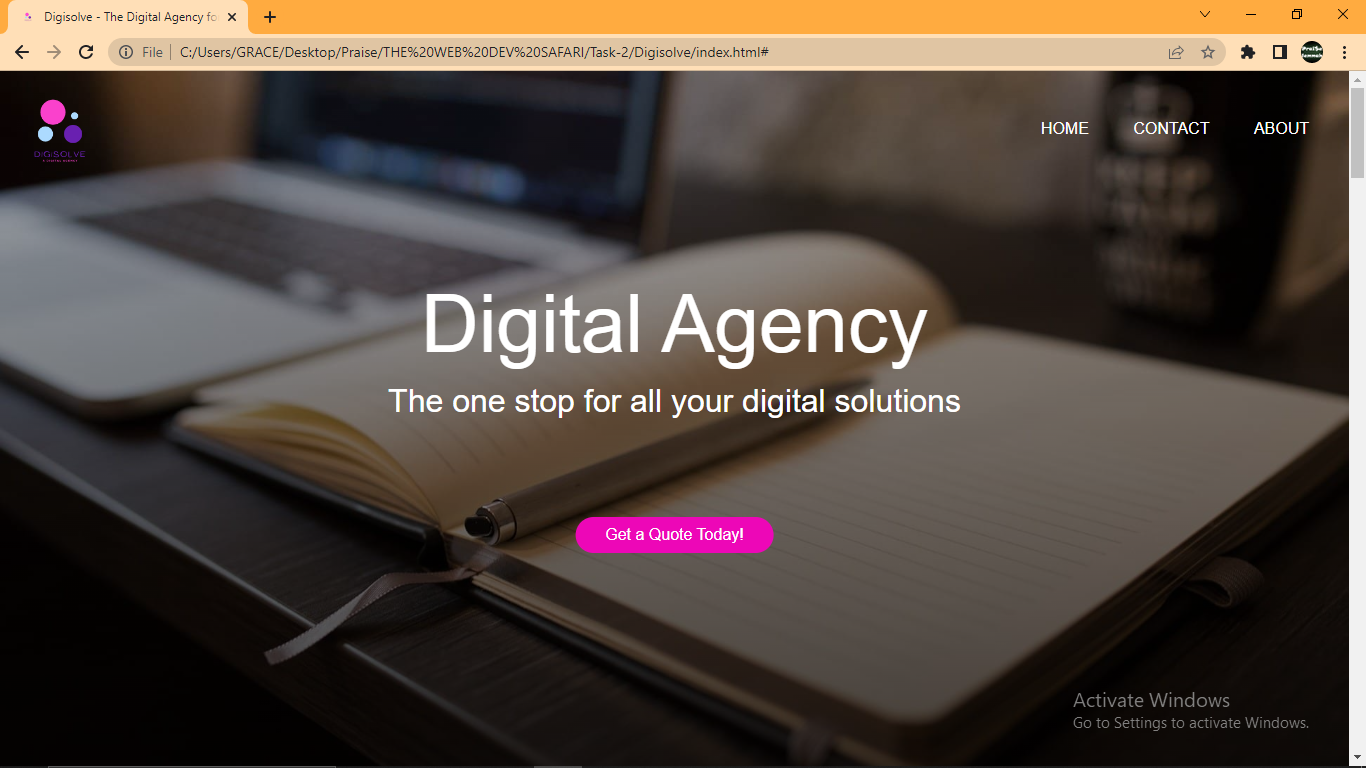 Digisolve - The Digital Agency fo
File
C:/Users/GRACE/Desktop/Praise/THE%20WEB%20DEV%20SAFARI/Task-2/Digisolve/index.html#
DIGISOLVE
A DIGITAL AGENCY
HOME CONTACT ABOUT
Digital Agency
The one stop for all your digital solutions
Get a Quote Today!
Activate Windows
Go to Settings to activate Windows.